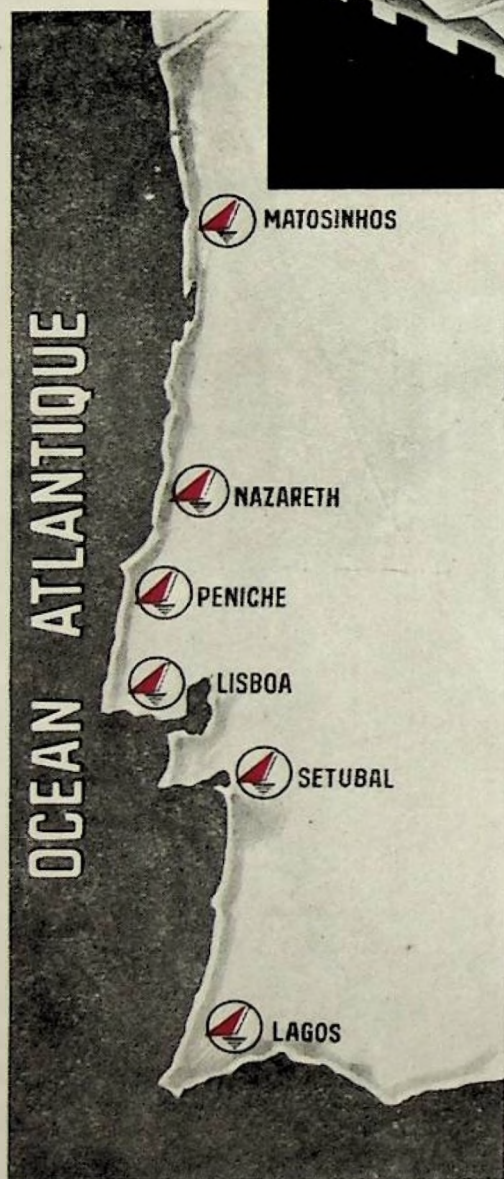 MATOSINHOS
NAZARETH
PENICHE
LISBOA
SETUBAL
LAGOS
OCEAN ATLANTIQUE